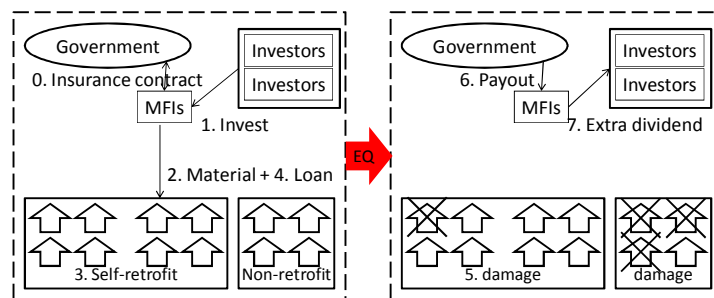 Government
Investors
Investors
0. Insurance contract
MFIs
1. Invest
2. Material + 4. Loan
3. Self-retrofit
Non-retrofit
EQ
Government
Investors
Investors
6. Payout
MFIs
7. Extra dividend
5. damage
damage